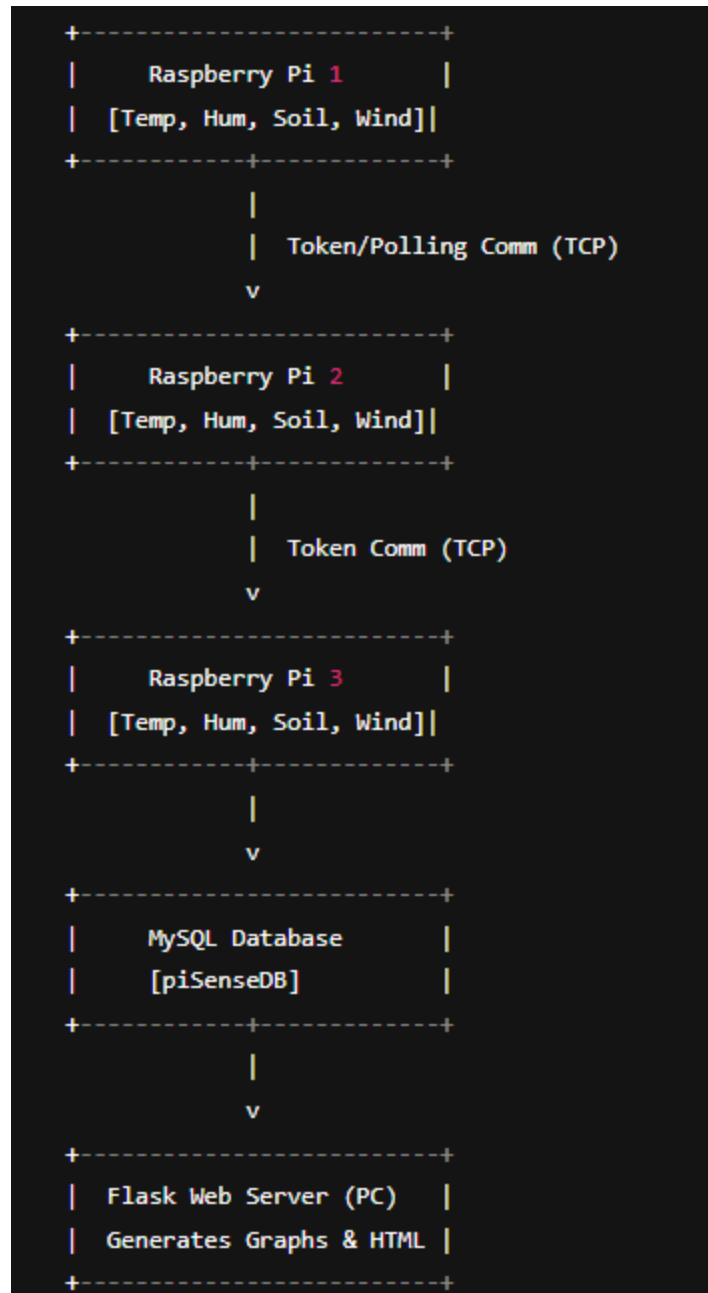 +--------------------------+
|     Raspberry Pi 1       |
|  [Temp, Hum, Soil, Wind]|
+------------+-------------+
|
|  Token/Polling Comm (TCP)
v
+--------------------------+
|     Raspberry Pi 2       |
|  [Temp, Hum, Soil, Wind]|
+------------+-------------+
|
|  Token Comm (TCP)
v
+--------------------------+
|     Raspberry Pi 3       |
|  [Temp, Hum, Soil, Wind]|
+------------+-------------+
|
v
+--------------------------+
|     MySQL Database       |
|     [piSenseDB]          |
+------------+-------------+
|
v
+--------------------------+
|  Flask Web Server (PC)   |
|  Generates Graphs & HTML |
+--------------------------+